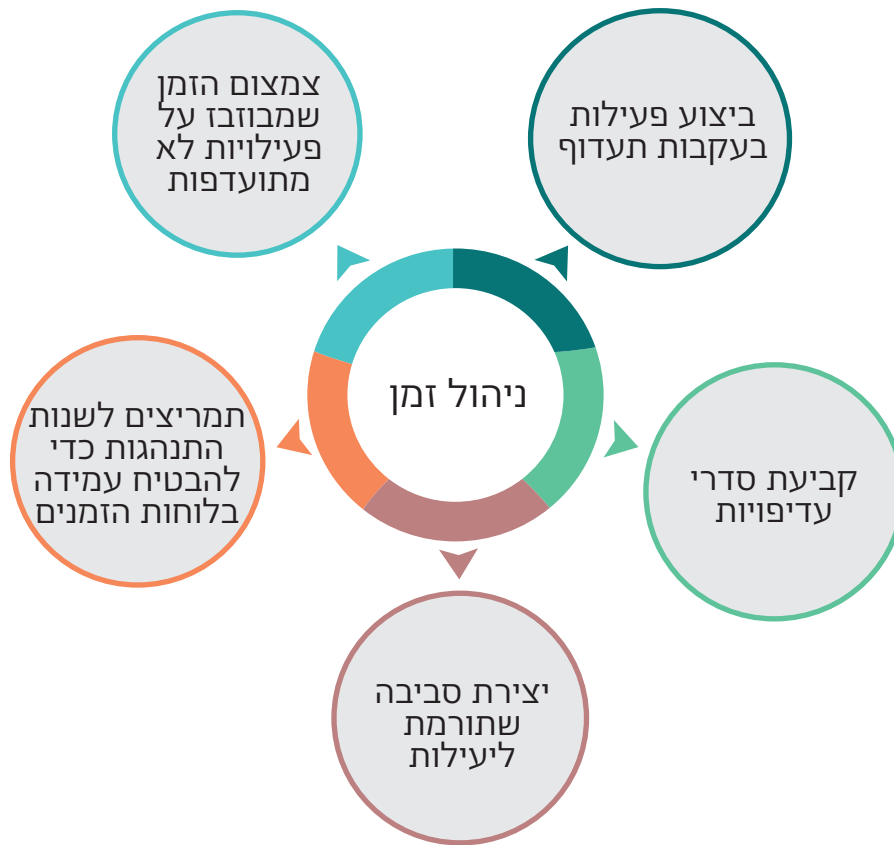 ביצוע פעילות
בעקבות תעדוף
צמצום הזמן
שמבוזבז על
פעילויות לא
מתועדפות
ניהול זמן
קביעת סדרי
עדיפויות
תמריצים לשנות
התנהגות כדי
להבטיח עמידה
בלוחות הזמנים
יצירת סביבה
שתורמת
ליעילות